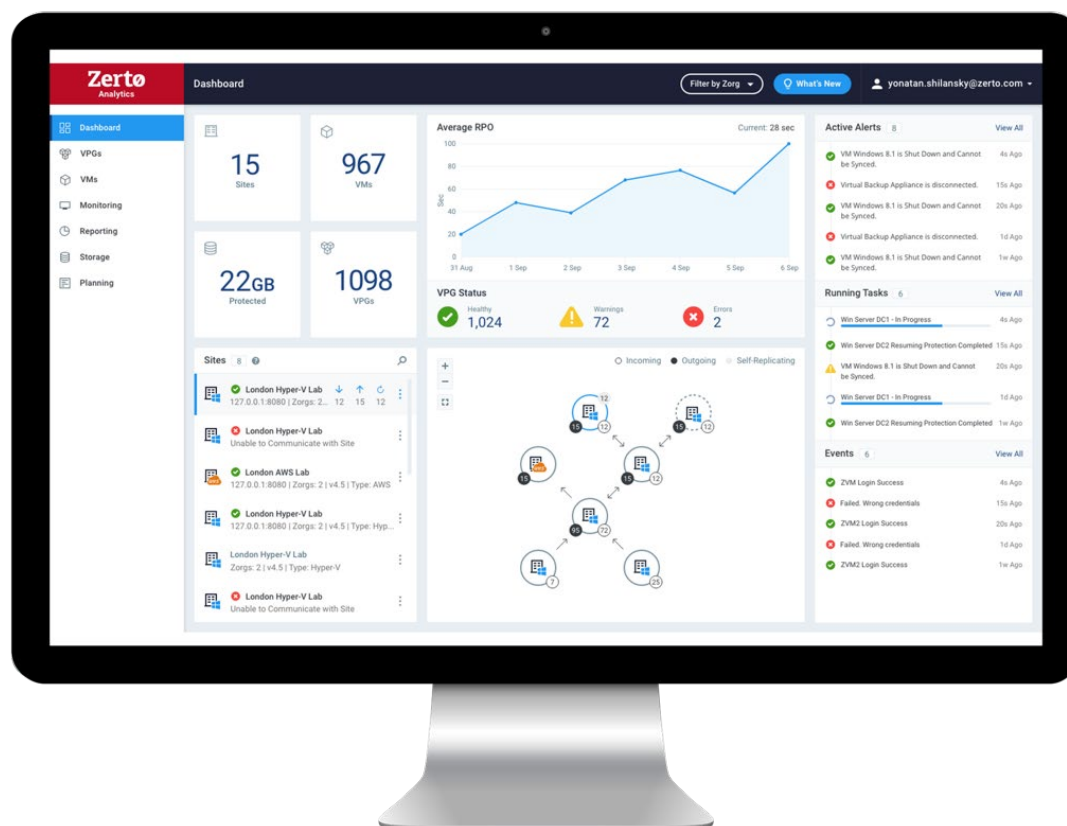 Zertø
Analytics
Dashboard
Filter by Zorg
What's New
yonatan.shilansky@zerto.com
Dashboard
VPGs
VMs
Monitoring
Reporting
Storage
Planning
15
Sites
967
VMs
22GB
Protected
1098
VPGs
Average RPO
Current: 28 sec
Sec
100
80
60
40
20
0
31 Aug
1 Sep
2 Sep
3 Sep
4 Sep
5 Sep
6 Sep
VPG Status
Healthy
1,024
Warnings
72
Errors
2
Active Alerts 8 View All
VM Windows 8.1 is Shut Down and Cannot 4s Ago
be Synced.
Virtual Backup Appliance is disconnected. 15s Ago
VM Windows 8.1 is Shut Down and Cannot 20s Ago
be Synced.
Virtual Backup Appliance is disconnected. 1d Ago
VM Windows 8.1 is Shut Down and Cannot 1w Ago
be Synced.
Running Tasks 6 View All
Win Server DC1 - In Progress 4s Ago
Win Server DC2 Resuming Protection Completed 15s Ago
VM Windows 8.1 is Shut Down and Cannot 20s Ago
be Synced.
Win Server DC1 - In Progress 1d Ago
Win Server DC2 Resuming Protection Completed 1w Ago
Events 6 View All
ZVM Login Success 4s Ago
Failed. Wrong credentials 15s Ago
ZVM2 Login Success 20s Ago
Failed. Wrong credentials 1d Ago
ZVM2 Login Success 1w Ago
Sites 8
London Hyper-V Lab
127.0.0.1:8080 | Zorgs: 2... 12 15 12
London Hyper-V Lab
Unable to Communicate with Site
London AWS Lab
127.0.0.1:8080 | Zorgs: 2 | v4.5 | Type: AWS
London Hyper-V Lab
127.0.0.1:8080 | Zorgs: 2 | v4.5 | Type: Hyp...
London Hyper-V Lab
Zorgs: 2 | v4.5 | Type: Hyper-V
London Hyper-V Lab
Unable to Communicate with Site
Incoming Outgoing Self-Replicating
12
15 12
15 12
15
15 12
95 72
7
25